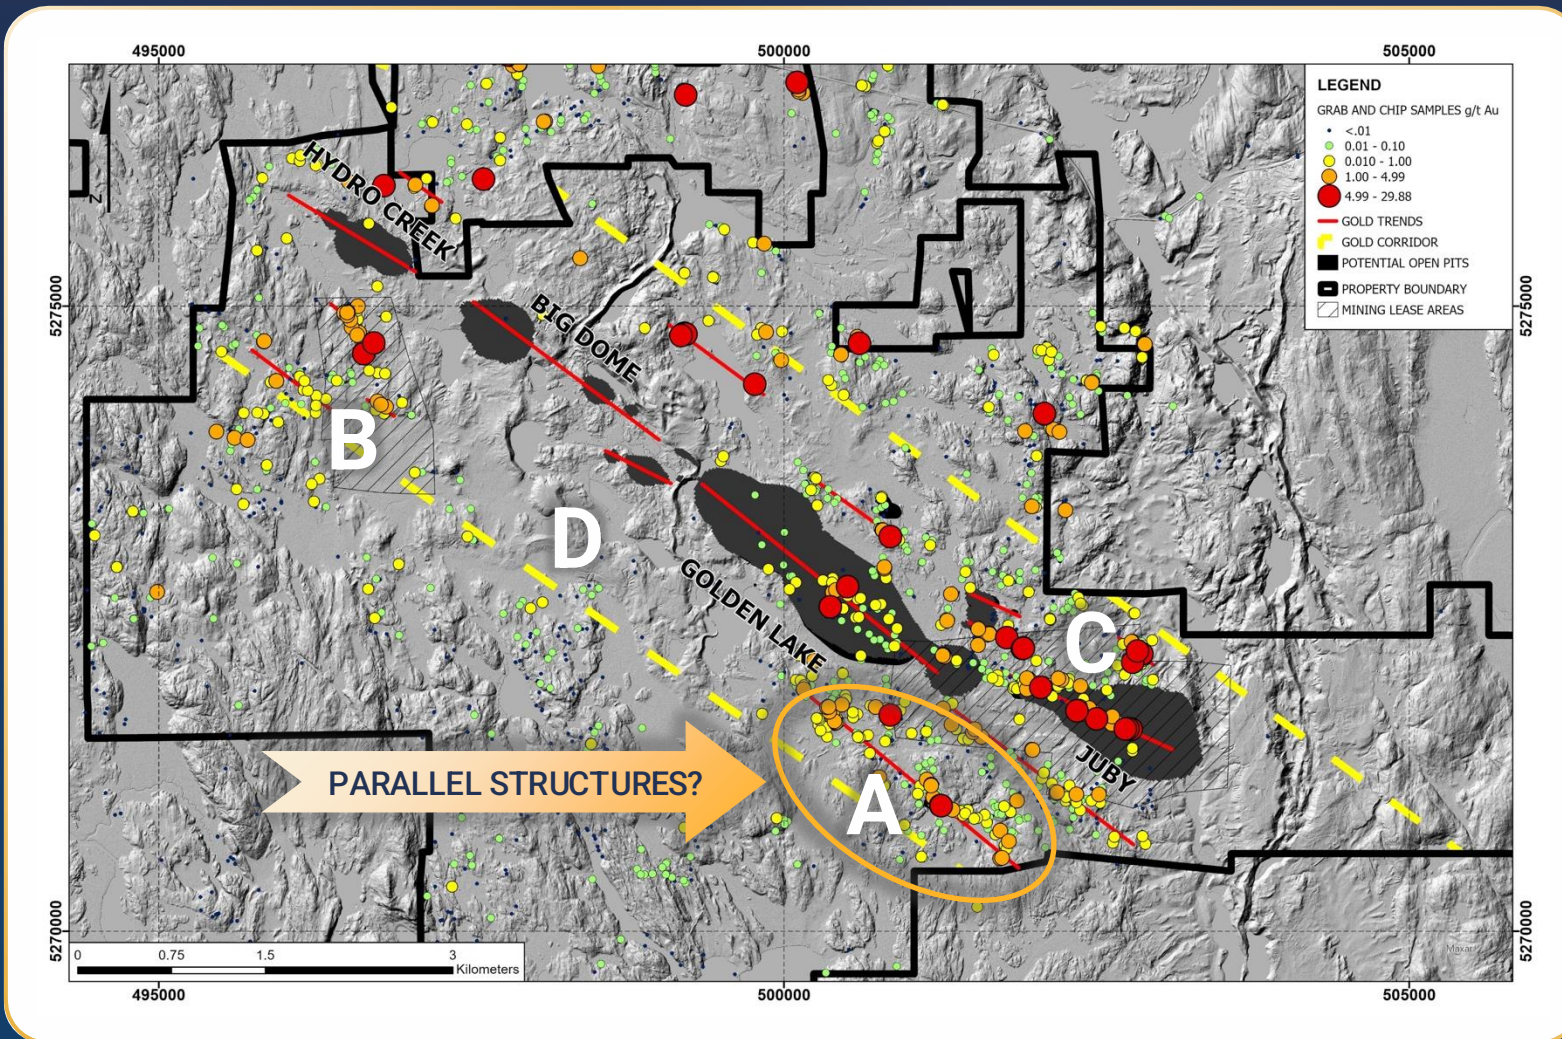 495000
500000
505000
LEGEND
GRAB AND CHIP SAMPLES g/t Au
<.01
0.01 - 0.10
0.010 - 1.00
1.00 - 4.99
4.99 - 29.88
GOLD TRENDS
GOLD CORRIDOR
POTENTIAL OPEN PITS
PROPERTY BOUNDARY
MINING LEASE AREAS
HYDRO CREEK
Z
5275000
5275000
BIG DOME
B
D
GOLDEN LAKE
C
JUBY
PARALLEL STRUCTURES?
A
5270000
5270000
Maxar
0
0.75
1.5
3
Kilometers
495000
500000
505000